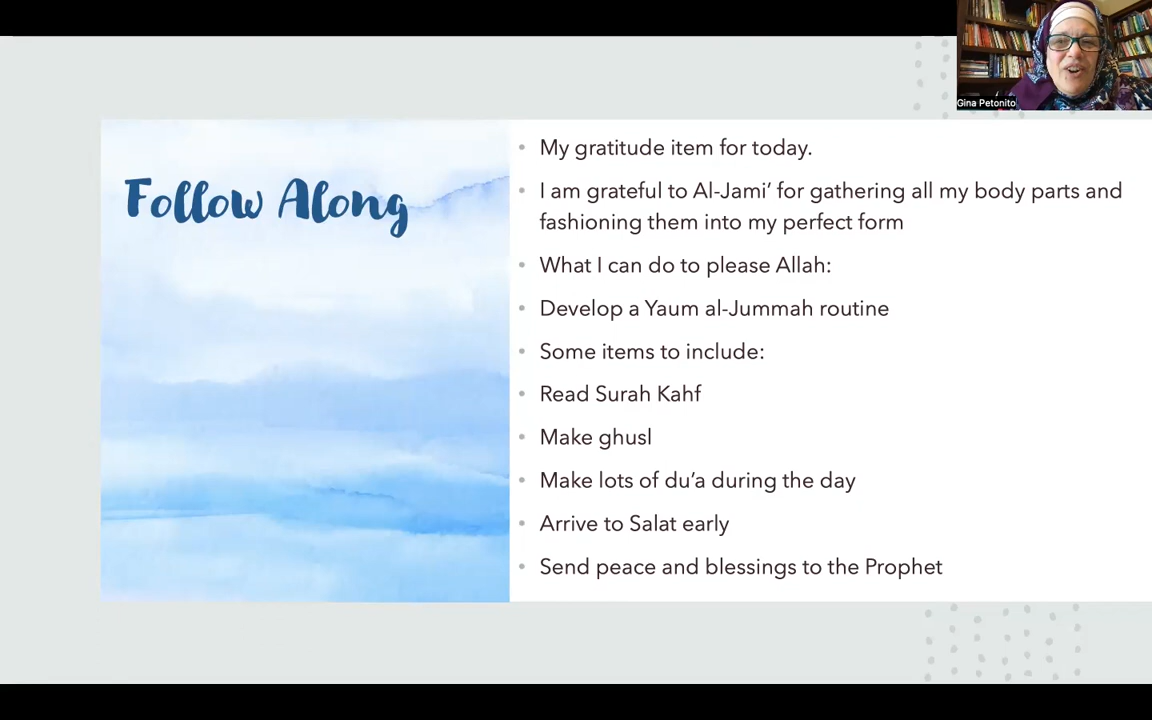 Gina Petonito
Follow Along
My gratitude item for today.
I am grateful to Al-Jami’ for gathering all my body parts and
fashioning them into my perfect form
What I can do to please Allah:
Develop a Yaum al-Jummah routine
Some items to include:
Read Surah Kahf
Make ghusl
Make lots of du’a during the day
Arrive to Salat early
Send peace and blessings to the Prophet